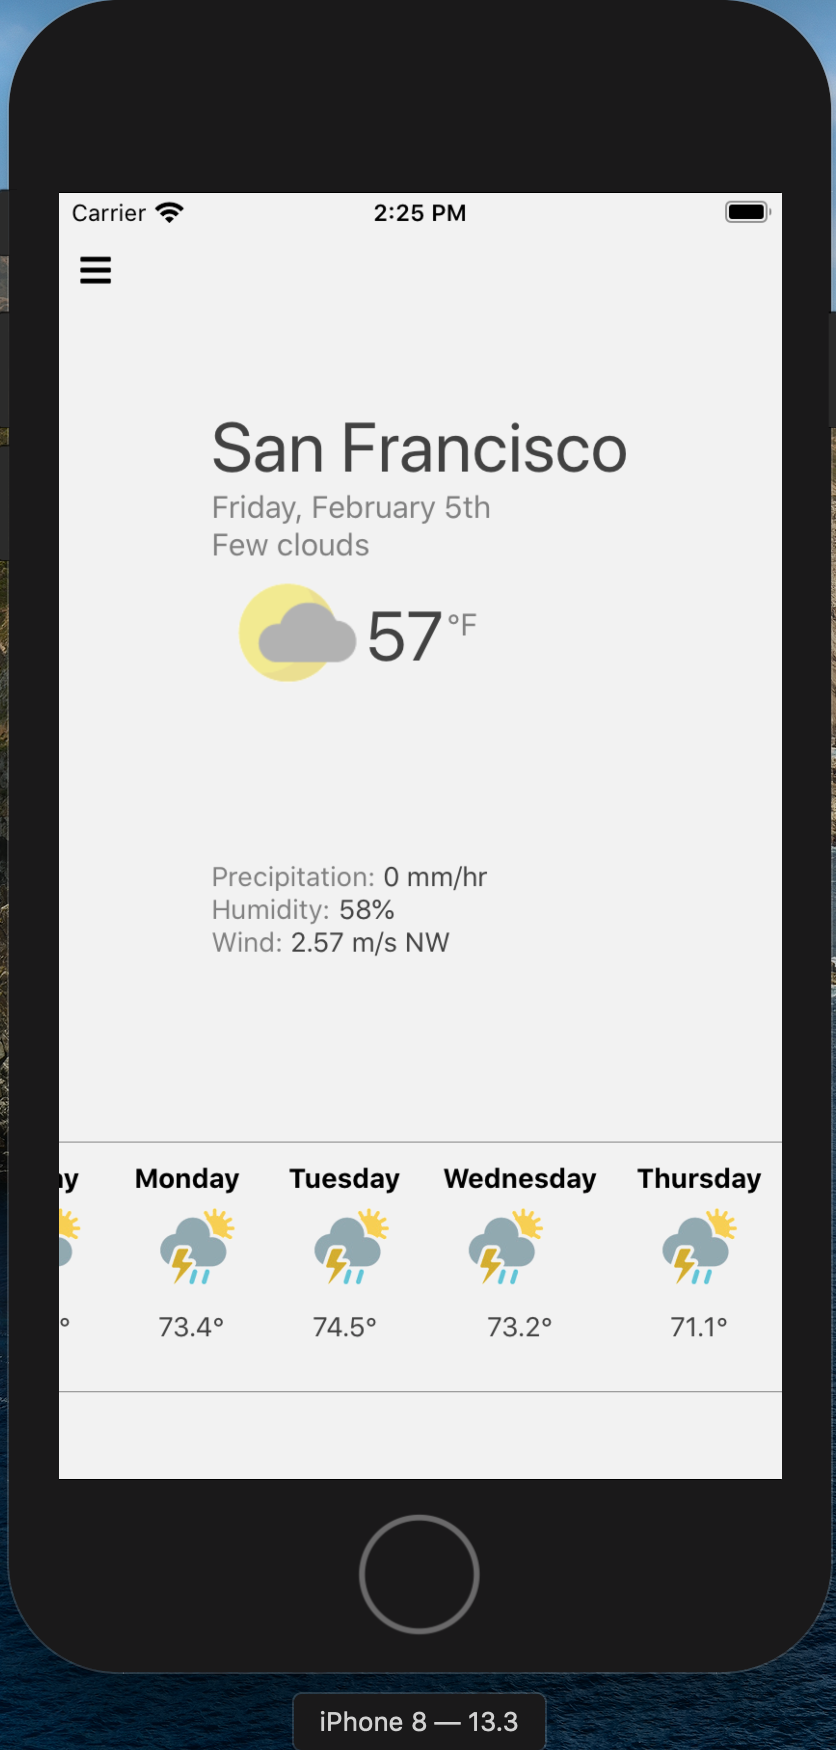 Carrier 2:25 PM
San Francisco
Friday, February 5th
Few clouds
57 °F
Precipitation: 0 mm/hr
Humidity: 58%
Wind: 2.57 m/s NW
Monday Tuesday Wednesday Thursday
73.4° 74.5° 73.2° 71.1°
iPhone 8 — 13.3